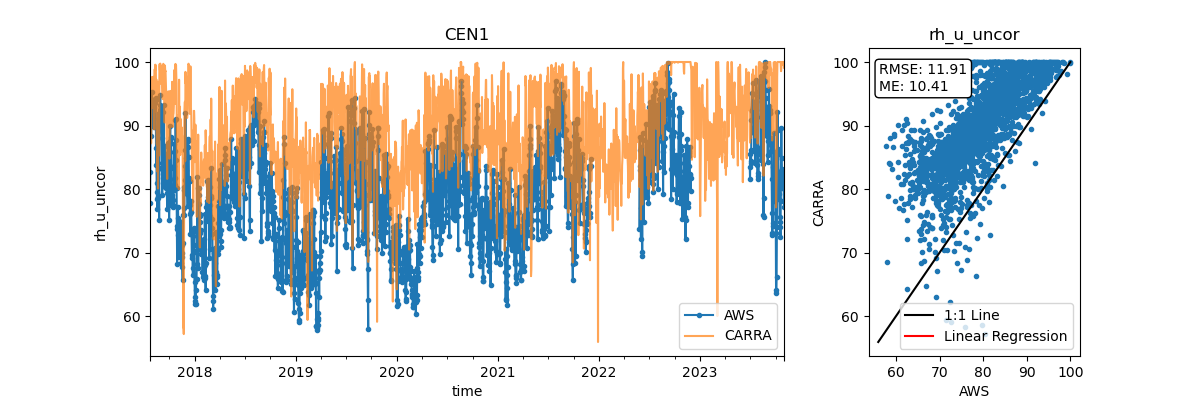 CEN1
rh_u_uncor
100
90
80
70
60
rh_u_uncor
2018
2019
2020
2021
2022
2023
time
AWS
CARRA
rh_u_uncor
RMSE: 11.91
ME: 10.41
100
90
80
70
60
CARRA
60
70
80
90
100
AWS
1:1 Line
Linear Regression